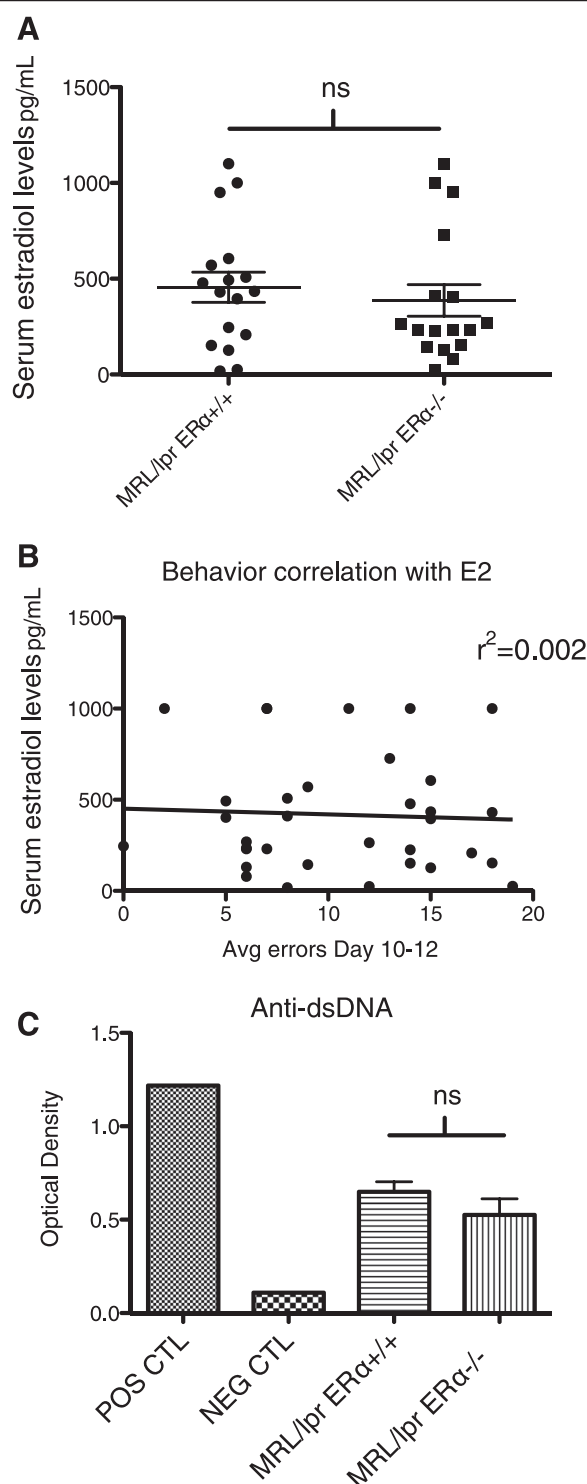 A
ns
Serum estradiol levels pg/mL
1500
1000
500
0
MRL/lpr ERα+/+
MRL/lpr ERα-/-
B
Behavior correlation with E2
r²=0.002
Serum estradiol levels pg/mL
1500
1000
500
0
0 5 10 15 20
Avg errors Day 10-12
C
Anti-dsDNA
ns
Optical Density
1.5
1.0
0.5
0.0
POS CTL
NEG CTL
MRL/lpr ERα+/+
MRL/lpr ERα-/-